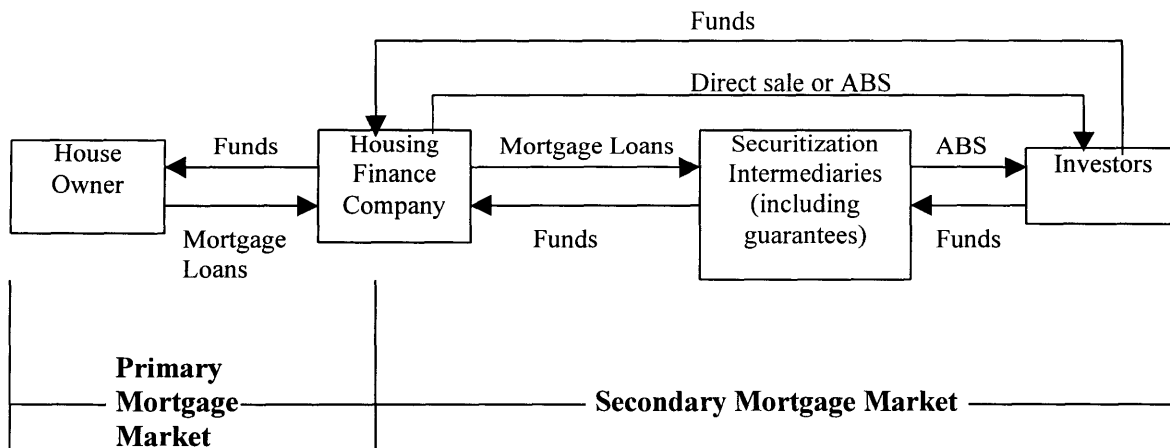 Funds
Direct sale or ABS
House
Owner
Funds
Mortgage
Loans
Housing
Finance
Company
Mortgage Loans
Funds
Securitization
Intermediaries
(including
guarantees)
ABS
Funds
Investors
Primary
Mortgage
Market
Secondary Mortgage Market